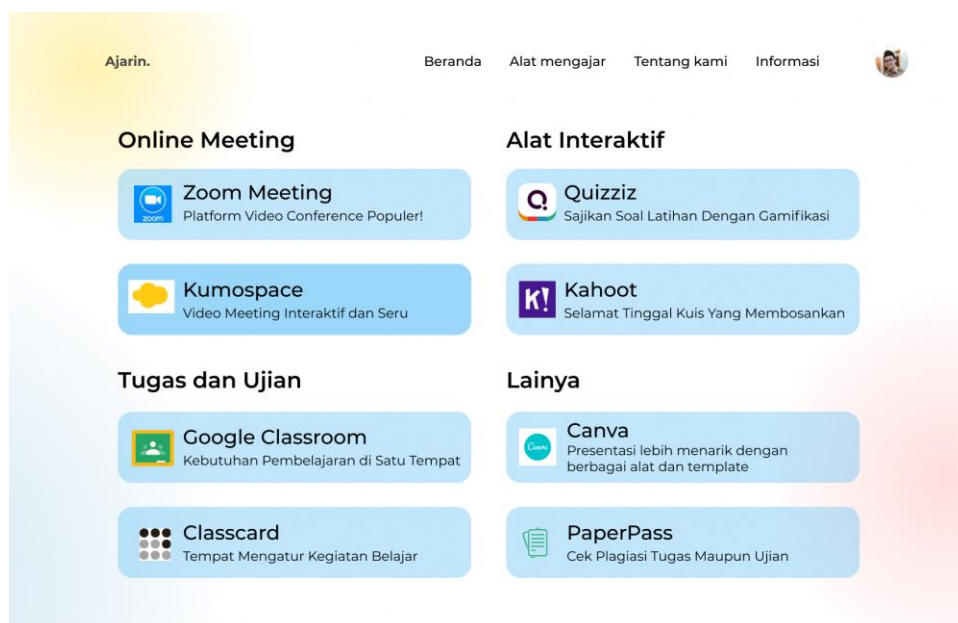 Ajarin.
Beranda
Alat mengajar
Tentang kami
Informasi
Online Meeting
zoom
Zoom Meeting
Platform Video Conference Populer!
Kumospace
Video Meeting Interaktif dan Seru
Alat Interaktif
Q
Quizziz
Sajikan Soal Latihan Dengan Gamifikasi
K!
Kahoot
Selamat Tinggal Kuis Yang Membosankan
Tugas dan Ujian
Google Classroom
Kebutuhan Pembelajaran di Satu Tempat
Classcard
Tempat Mengatur Kegiatan Belajar
Lainya
Canva
Canva
Presentasi lebih menarik dengan
berbagai alat dan template
PaperPass
Cek Plagiasi Tugas Maupun Ujian